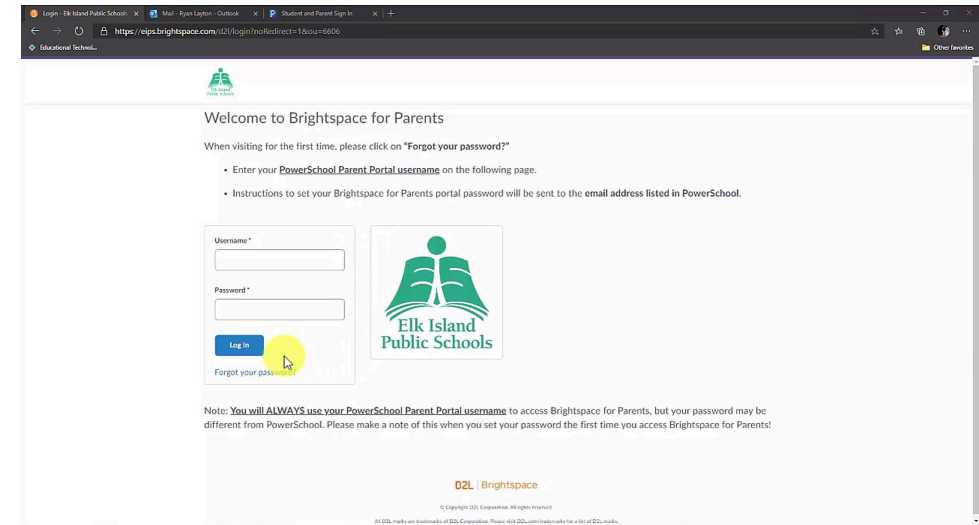 Login - Elk Island Public Schools
Mail - Ryan Layton - Outlook
Student and Parent Sign In
https://eips.brightspace.com/d2l/login?noRedirect=1&ou=6606
Educational Technol...
Other favorites
Elk Island
Public Schools
Welcome to Brightspace for Parents
When visiting for the first time, please click on "Forgot your password?"
• Enter your PowerSchool Parent Portal username on the following page.
• Instructions to set your Brightspace for Parents portal password will be sent to the email address listed in PowerSchool.
Username *
Password *
Log In
Forgot your password?
Elk Island
Public Schools
Note: You will ALWAYS use your PowerSchool Parent Portal username to access Brightspace for Parents, but your password may be
different from PowerSchool. Please make a note of this when you set your password the first time you access Brightspace for Parents!
D2L | Brightspace
© Copyright D2L Corporation. All rights reserved
All D2L marks are trademarks of D2L Corporation. Please visit D2L.com/trademarks for a list of D2L marks.